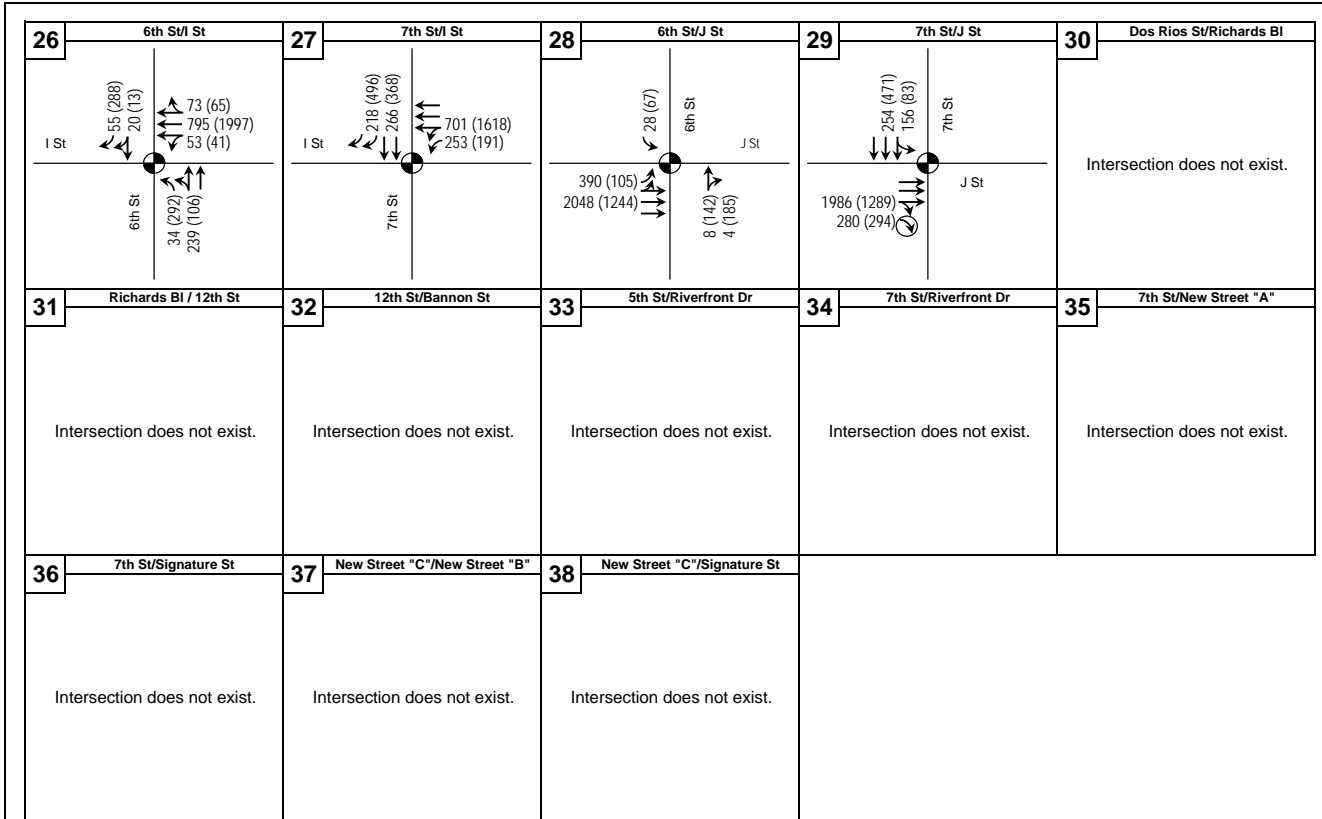 26
6th St/I St
55 (288)
20 (13)
73 (65)
795 (1997)
53 (41)
I St
6th St
34 (292)
239 (106)
27
7th St/I St
218 (496)
266 (368)
701 (1618)
253 (191)
I St
7th St
28
6th St/J St
28 (67)
6th St
J St
390 (105)
2048 (1244)
8 (142)
4 (185)
29
7th St/J St
254 (471)
156 (83)
7th St
J St
1986 (1289)
280 (294)
30
Dos Rios St/Richards Bl
Intersection does not exist.
31
Richards Bl / 12th St
Intersection does not exist.
32
12th St/Bannon St
Intersection does not exist.
33
5th St/Riverfront Dr
Intersection does not exist.
34
7th St/Riverfront Dr
Intersection does not exist.
35
7th St/New Street "A"
Intersection does not exist.
36
7th St/Signature St
Intersection does not exist.
37
New Street "C"/New Street "B"
Intersection does not exist.
38
New Street "C"/Signature St
Intersection does not exist.